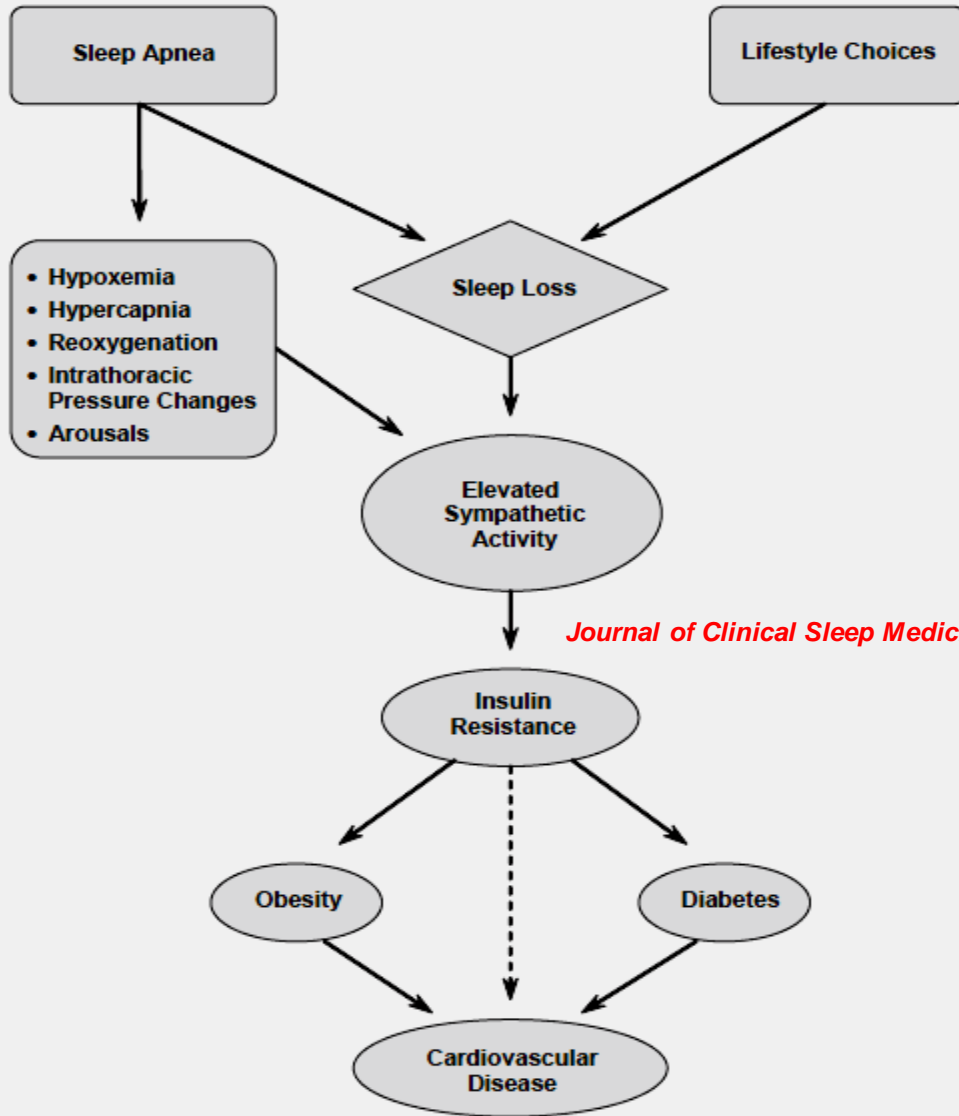 Sleep Apnea
Lifestyle Choices
• Hypoxemia
• Hypercapnia
• Reoxygenation
• Intrathoracic
Pressure Changes
• Arousals
Sleep Loss
Elevated
Sympathetic
Activity
Journal of Clinical Sleep Medic
Insulin
Resistance
Obesity
Diabetes
Cardiovascular
Disease